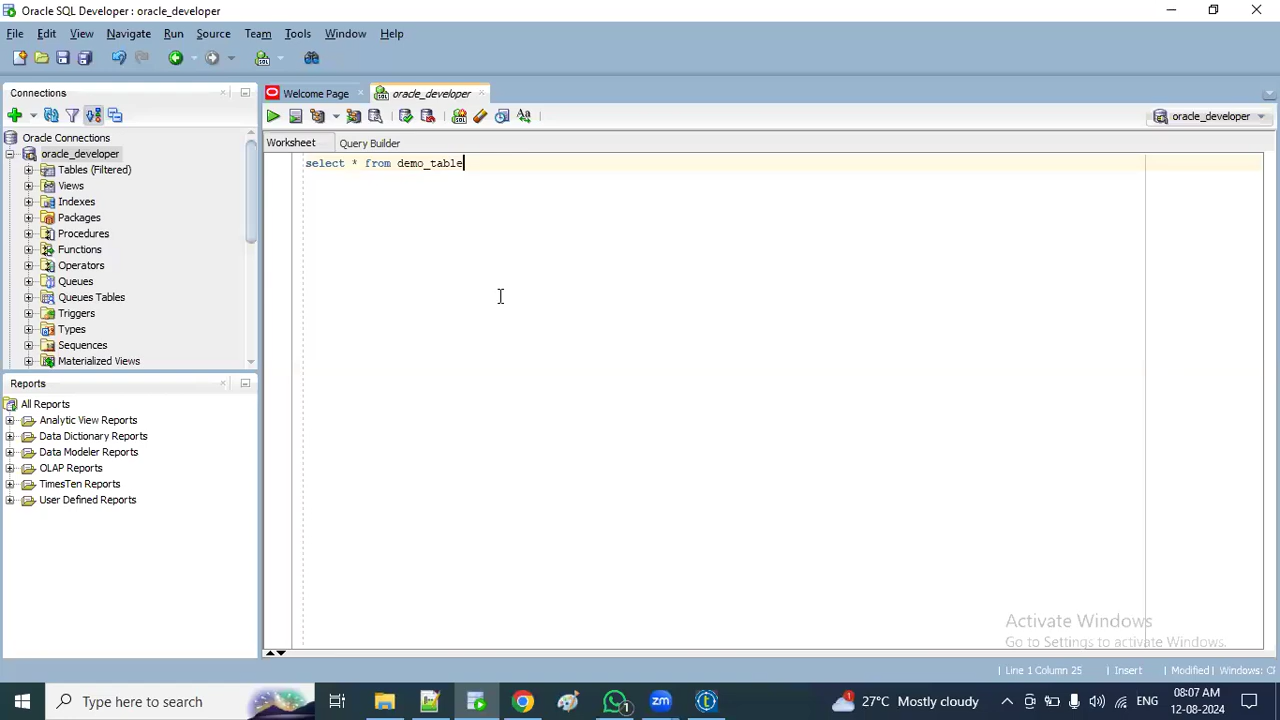 Oracle SQL Developer : oracle_developer
File Edit View Navigate Run Source Team Tools Window Help
Connections
Welcome Page
oracle_developer
oracle_developer
Worksheet
Query Builder
Oracle Connections
oracle_developer
Tables (Filtered)
Views
Indexes
Packages
Procedures
Functions
Operators
Queues
Queues Tables
Triggers
Types
Sequences
Materialized Views
select * from demo_table
Reports
All Reports
Analytic View Reports
Data Dictionary Reports
Data Modeler Reports
OLAP Reports
TimesTen Reports
User Defined Reports
Activate Windows
Go to Settings to activate Windows.
Line 1 Column 25
Insert
Modified
Windows:
Type here to search
1
1
27°C Mostly cloudy
ENG
08:07 AM
12-08-2024